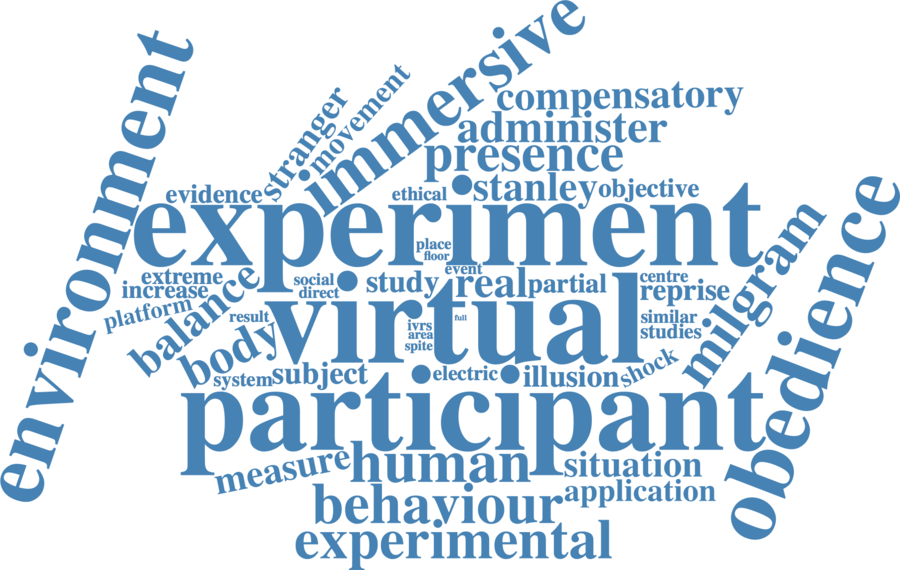 environment
immersive
stranger
movement
compensatory
administer
presence
evidence
ethical
stanley
objective
experiment
place
floor
event
extreme
increase
social
direct
study
real
partial
centre
reprise
milgram
obedience
platform
balance
result
virtual
ivrs
area
spite
full
similar
studies
body
system
subject
electric
illusion
shock
participant
measure
human
situation
application
behaviour
experimental